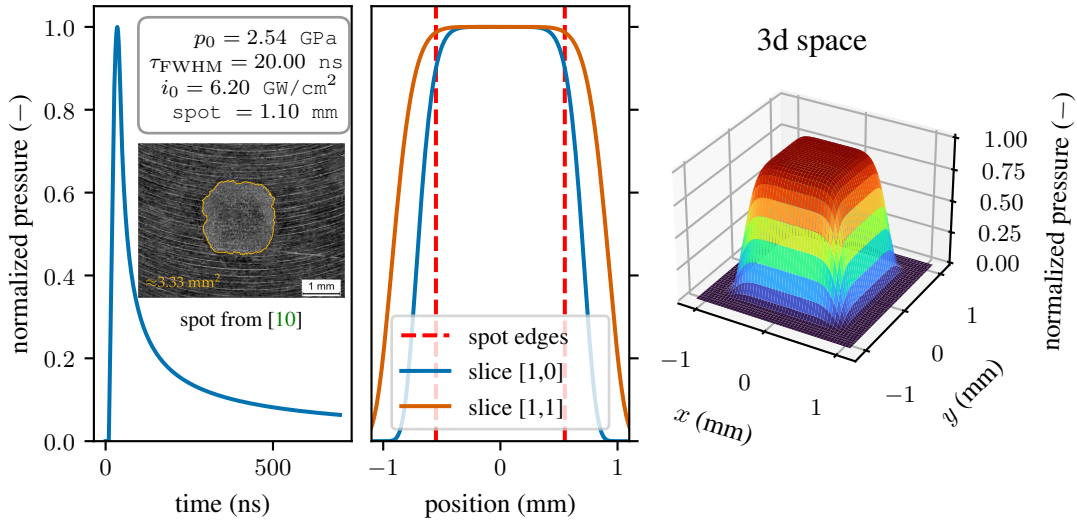 normalized pressure (−)
1.0
0.8
0.6
0.4
0.2
0.0
p₀ = 2.54 GPa
τ_FWHM = 20.00 ns
i₀ = 6.20 GW/cm²
spot = 1.10 mm
≈3.33 mm²
1 mm
spot from [10]
0
500
time (ns)
spot edges
slice [1,0]
slice [1,1]
−1
0
1
position (mm)
3d space
1.00
0.75
0.50
0.25
0.00
normalized pressure (−)
−1
0
1
x (mm)
−1
0
1
y (mm)